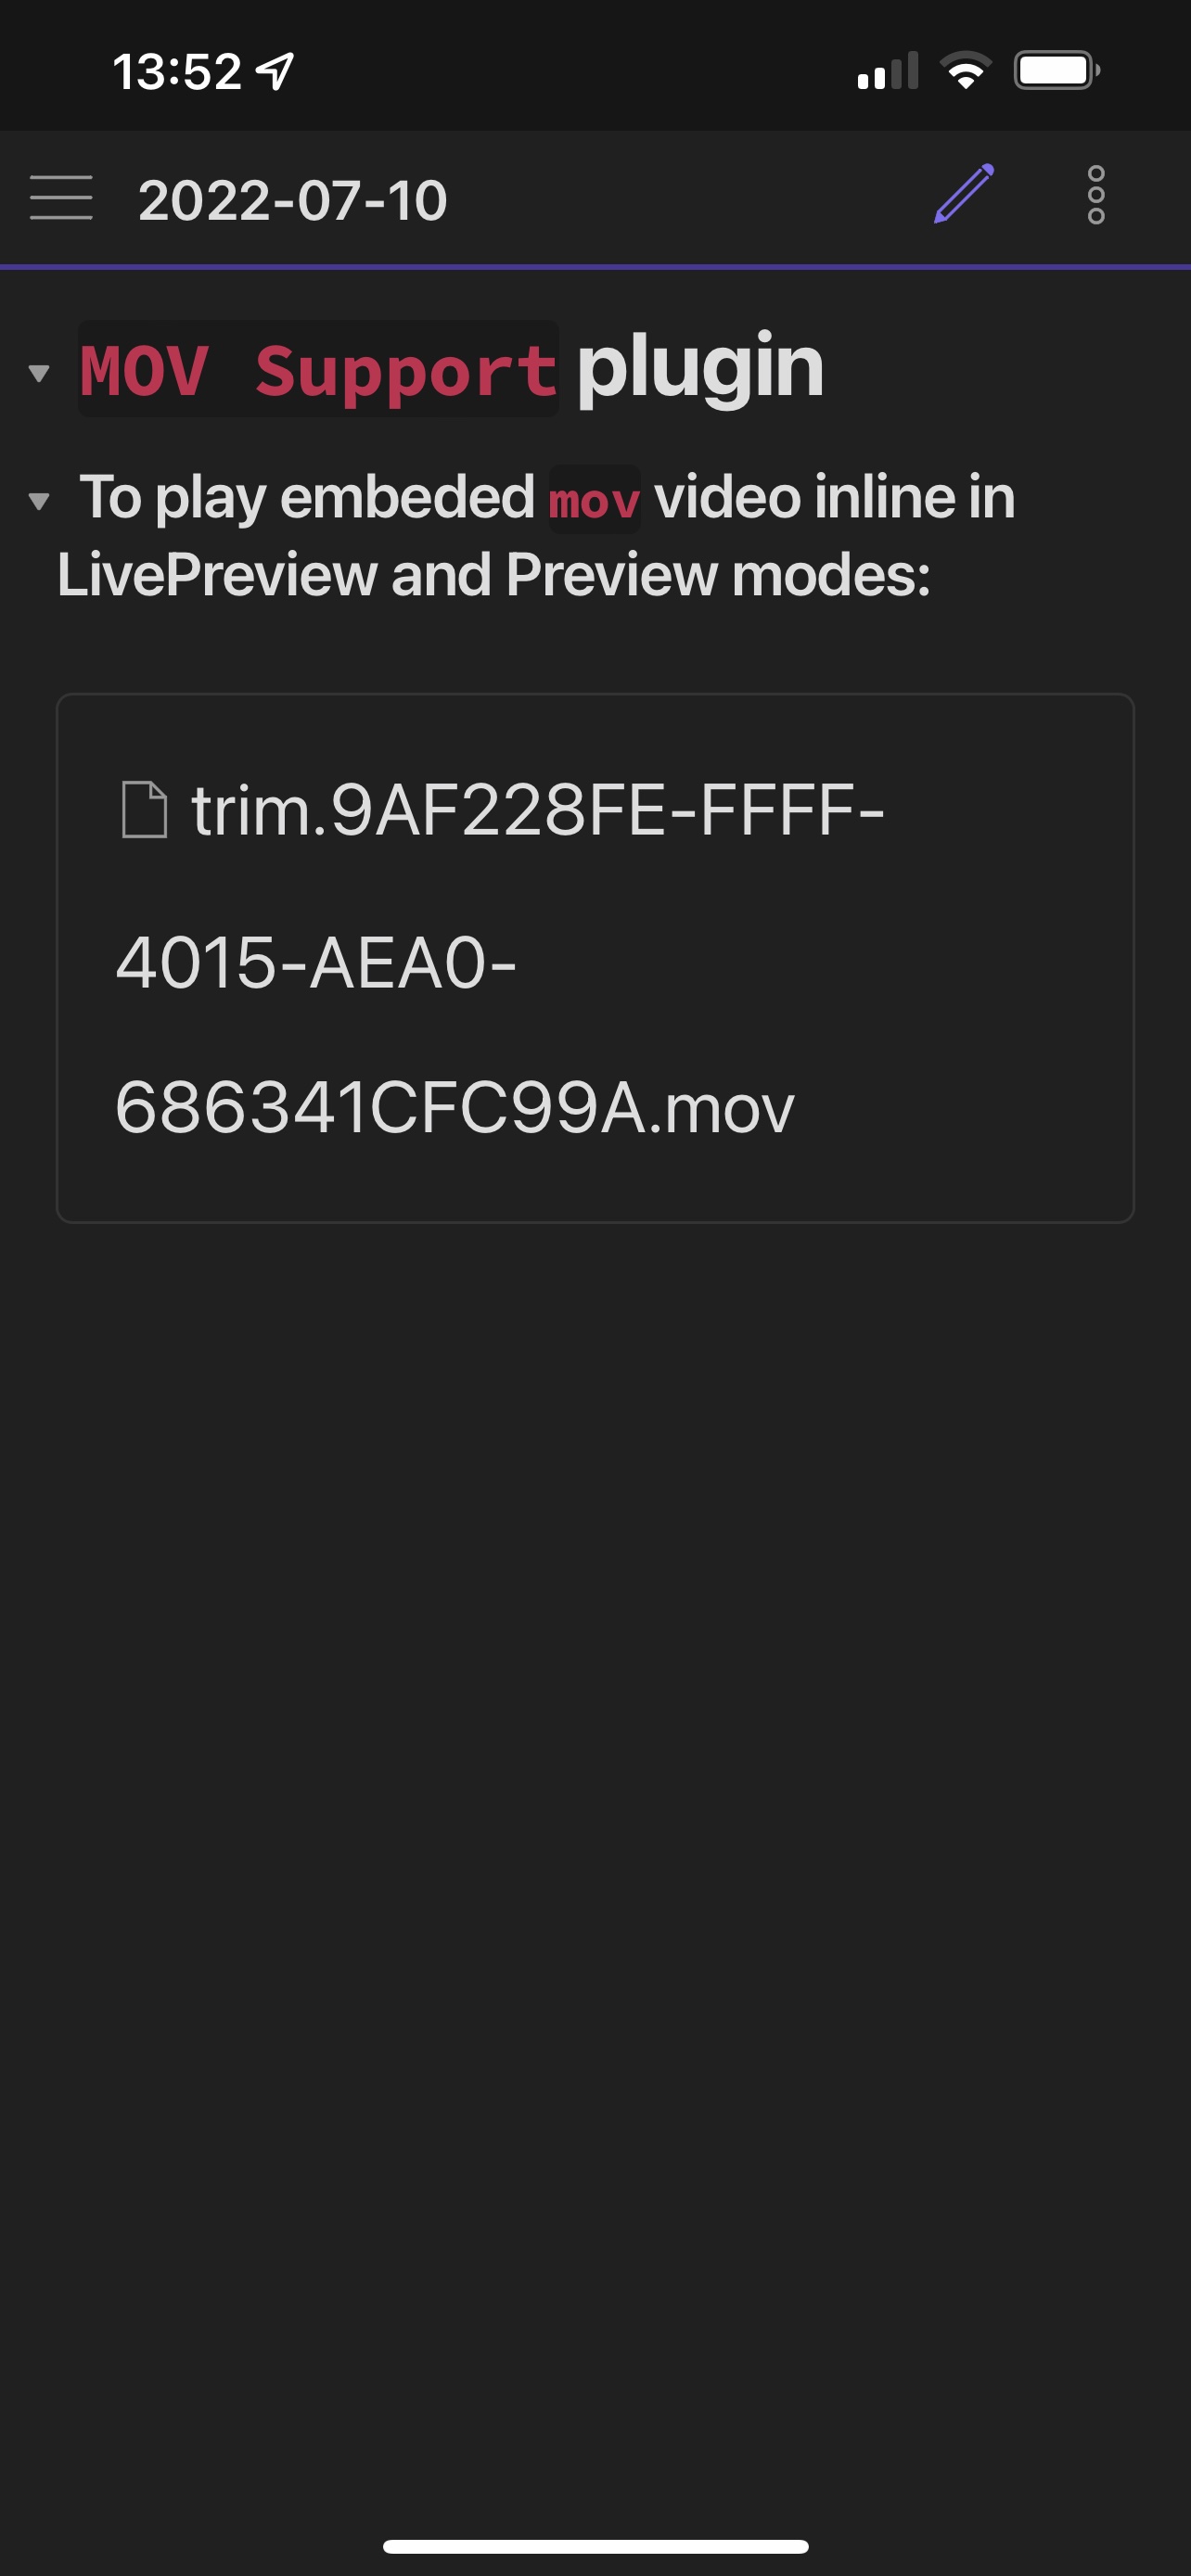 13:52
2022-07-10
MOV Support plugin
To play embeded mov video inline in
LivePreview and Preview modes:
trim.9AF228FE-FFFF-
4015-AEA0-
686341CFC99A.mov